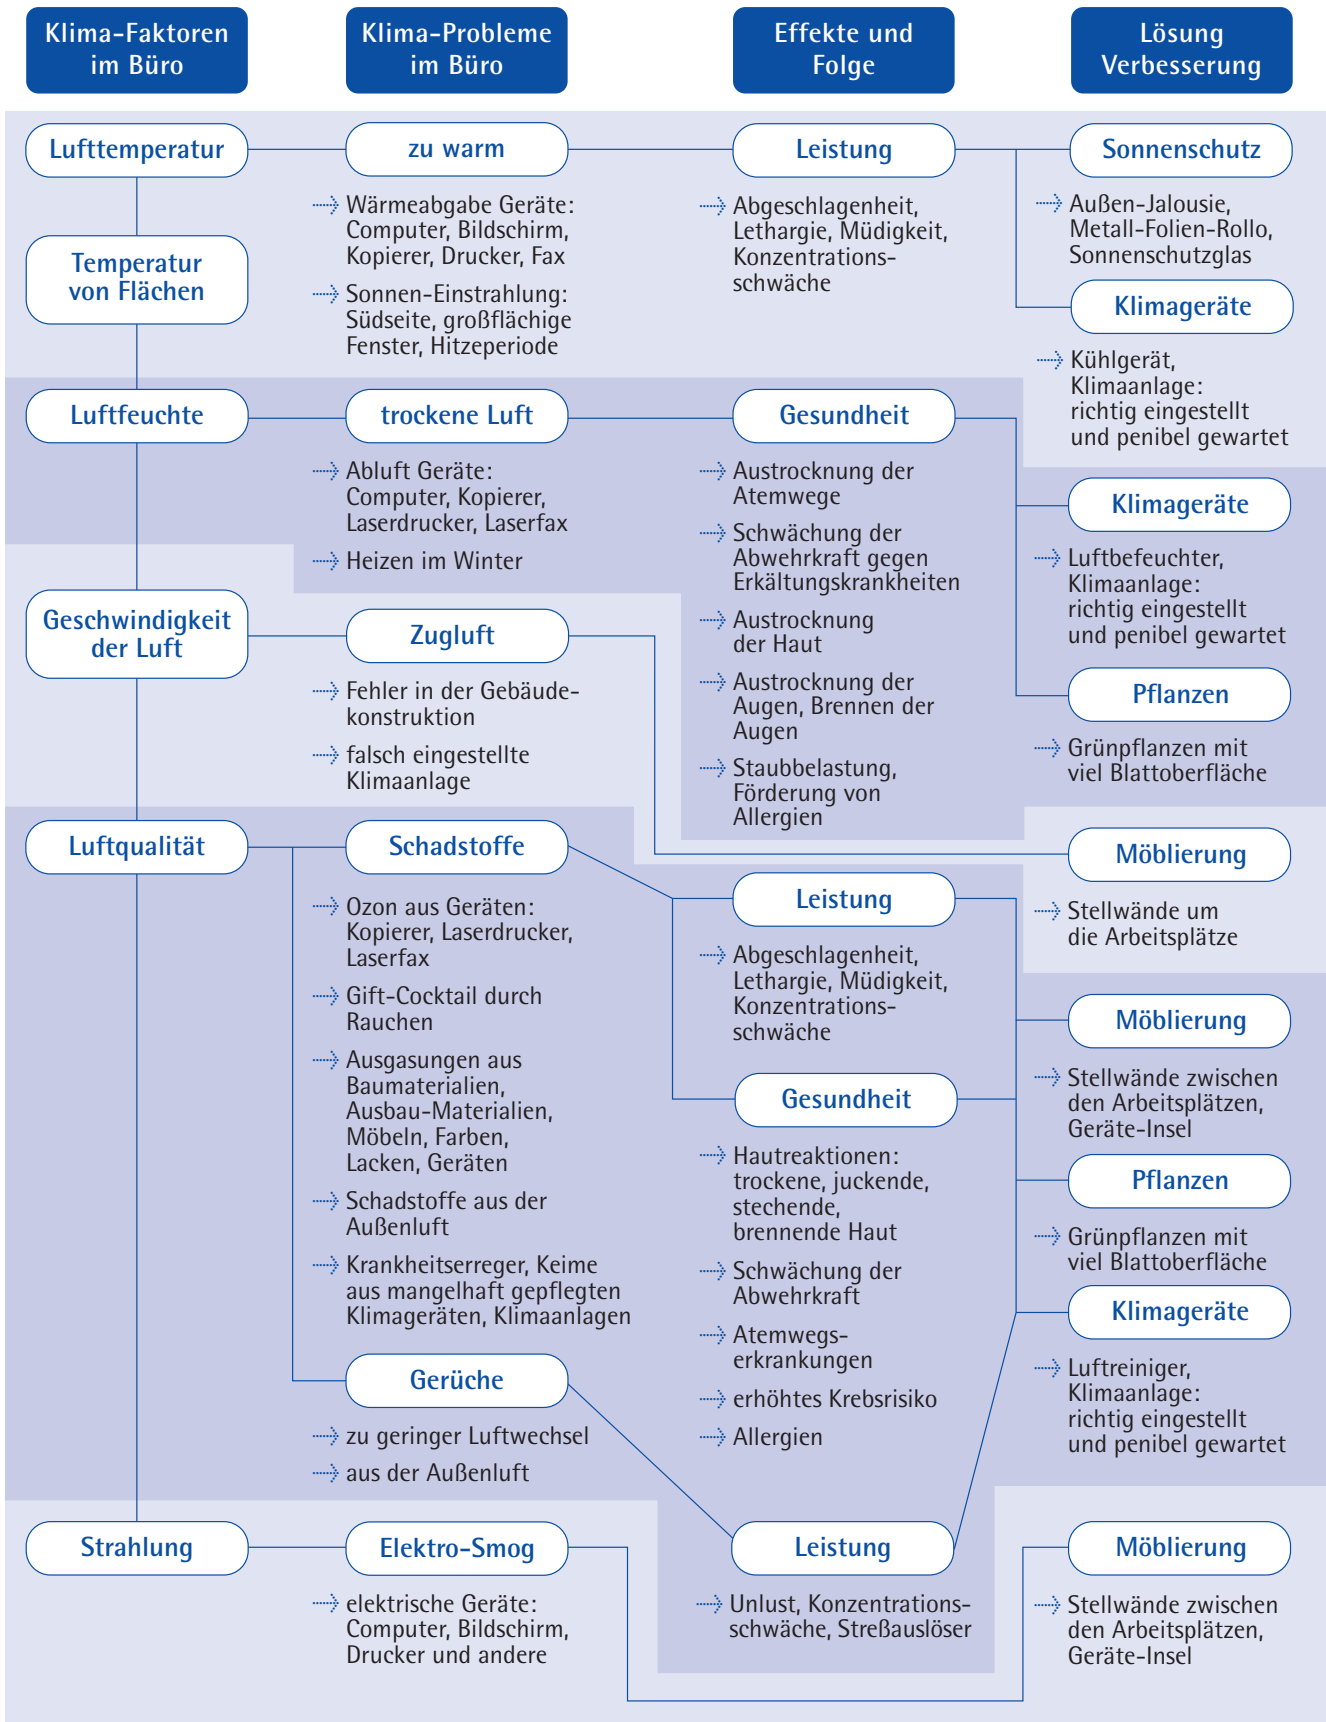 Klima-Faktoren
im Büro
Klima-Probleme
im Büro
Effekte und
Folge
Lösung
Verbesserung
Lufttemperatur
Temperatur
von Flächen
zu warm
Wärmeabgabe Geräte:
Computer, Bildschirm,
Kopierer, Drucker, Fax
Sonnen-Einstrahlung:
Südseite, großflächige
Fenster, Hitzeperiode
Leistung
Abgeschlagenheit,
Lethargie, Müdigkeit,
Konzentrations-
schwäche
Sonnenschutz
Außen-Jalousie,
Metall-Folien-Rollo,
Sonnenschutzglas
Klimageräte
Kühlgerät,
Klimaanlage:
richtig eingestellt
und penibel gewartet
Luftfeuchte
trockene Luft
Abluft Geräte:
Computer, Kopierer,
Laserdrucker, Laserfax
Heizen im Winter
Gesundheit
Austrocknung der
Atemwege
Schwächung der
Abwehrkraft gegen
Erkältungskrankheiten
Austrocknung
der Haut
Austrocknung der
Augen, Brennen der
Augen
Staubbelastung,
Förderung von
Allergien
Klimageräte
Luftbefeuchter,
Klimaanlage:
richtig eingestellt
und penibel gewartet
Pflanzen
Grünpflanzen mit
viel Blattoberfläche
Geschwindigkeit
der Luft
Zugluft
Fehler in der Gebäude-
konstruktion
falsch eingestellte
Klimaanlage
Möblierung
Stellwände um
die Arbeitsplätze
Luftqualität
Schadstoffe
Ozon aus Geräten:
Kopierer, Laserdrucker,
Laserfax
Gift-Cocktail durch
Rauchen
Ausgasungen aus
Baumaterialien,
Ausbau-Materialien,
Möbeln, Farben,
Lacken, Geräten
Schadstoffe aus der
Außenluft
Krankheitserreger, Keime
aus mangelhaft gepflegten
Klimageräten, Klimaanlagen
Gerüche
zu geringer Luftwechsel
aus der Außenluft
Leistung
Abgeschlagenheit,
Lethargie, Müdigkeit,
Konzentrations-
schwäche
Gesundheit
Hautreaktionen:
trockene, juckende,
stechende,
brennende Haut
Schwächung der
Abwehrkraft
Atemwegs-
erkrankungen
erhöhtes Krebsrisiko
Allergien
Leistung
Unlust, Konzentrations-
schwäche, Streßauslöser
Möblierung
Stellwände zwischen
den Arbeitsplätzen,
Geräte-Insel
Pflanzen
Grünpflanzen mit
viel Blattoberfläche
Klimageräte
Luftreiniger,
Klimaanlage:
richtig eingestellt
und penibel gewartet
Strahlung
Elektro-Smog
elektrische Geräte:
Computer, Bildschirm,
Drucker und andere
Möblierung
Stellwände zwischen
den Arbeitsplätzen,
Geräte-Insel